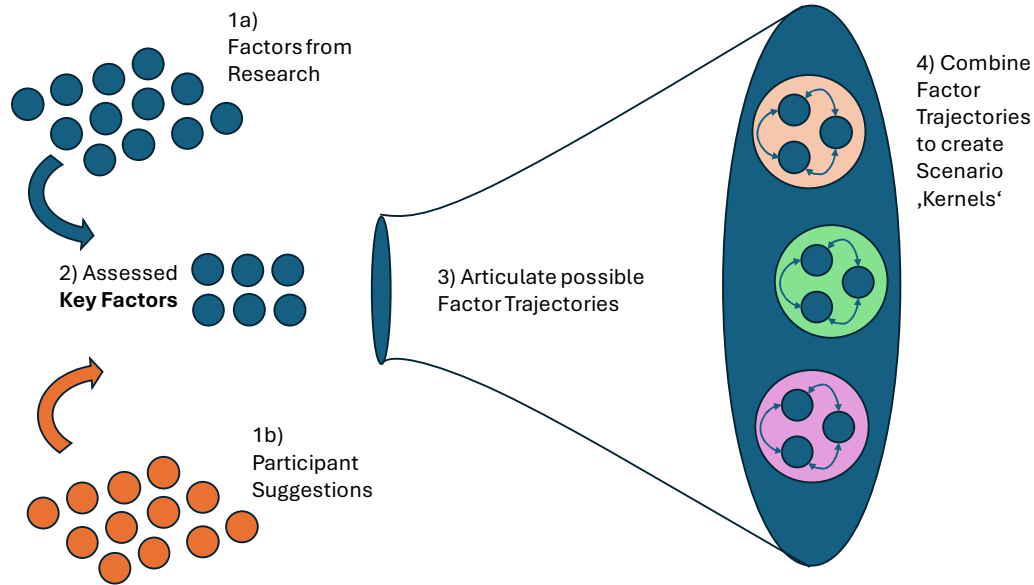 1a)
Factors from
Research
2) Assessed
Key Factors
1b)
Participant
Suggestions
3) Articulate possible
Factor Trajectories
4) Combine
Factor
Trajectories
to create
Scenario
‚Kernels‘